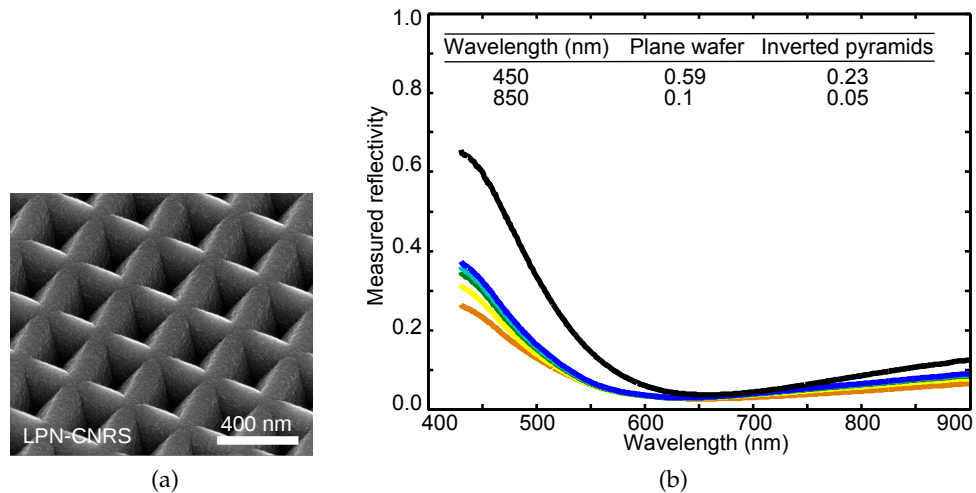 LPN-CNRS
400 nm
(a)
Measured reflectivity
1.0
0.8
0.6
0.4
0.2
0.0
Wavelength (nm) Plane wafer Inverted pyramids
450 0.59 0.23
850 0.1 0.05
400 500 600 700 800 900
Wavelength (nm)
(b)